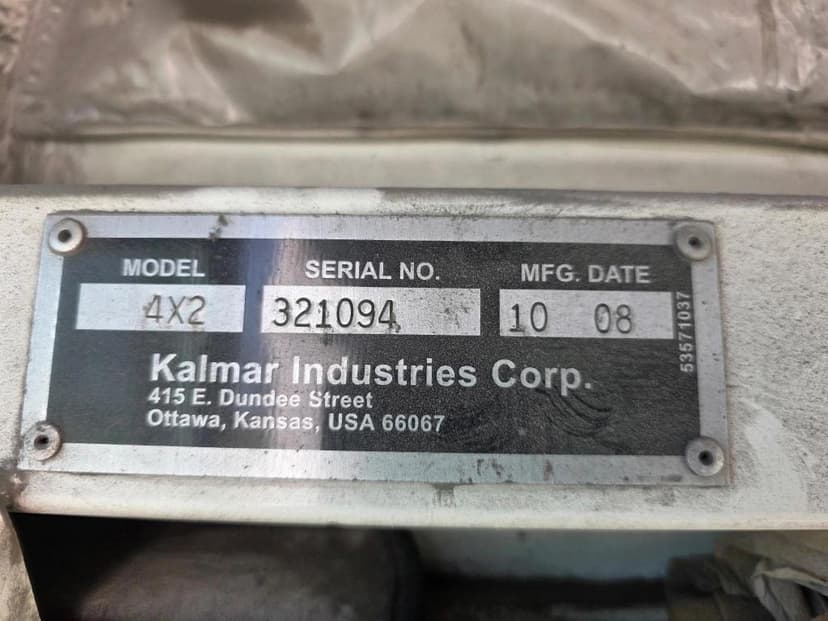 MODEL SERIAL NO. MFG. DATE
4X2 321094 10 08
53571037
Kalmar Industries Corp.
415 E. Dundee Street
Ottawa, Kansas, USA 66067